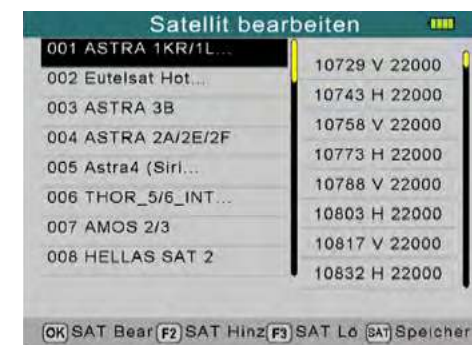 Satellit bearbeiten
001 ASTRA 1KR/1L...
002 Eutelsat Hot...
003 ASTRA 3B
004 ASTRA 2A/2E/2F
005 Astra4 (Siri...
006 THOR_5/6_INT...
007 AMOS 2/3
008 HELLAS SAT 2
10729 V 22000
10743 H 22000
10758 V 22000
10773 H 22000
10788 V 22000
10803 H 22000
10817 V 22000
10832 H 22000
OK SAT Bear F2 SAT Hinz F3 SAT Lö SAT Speicher